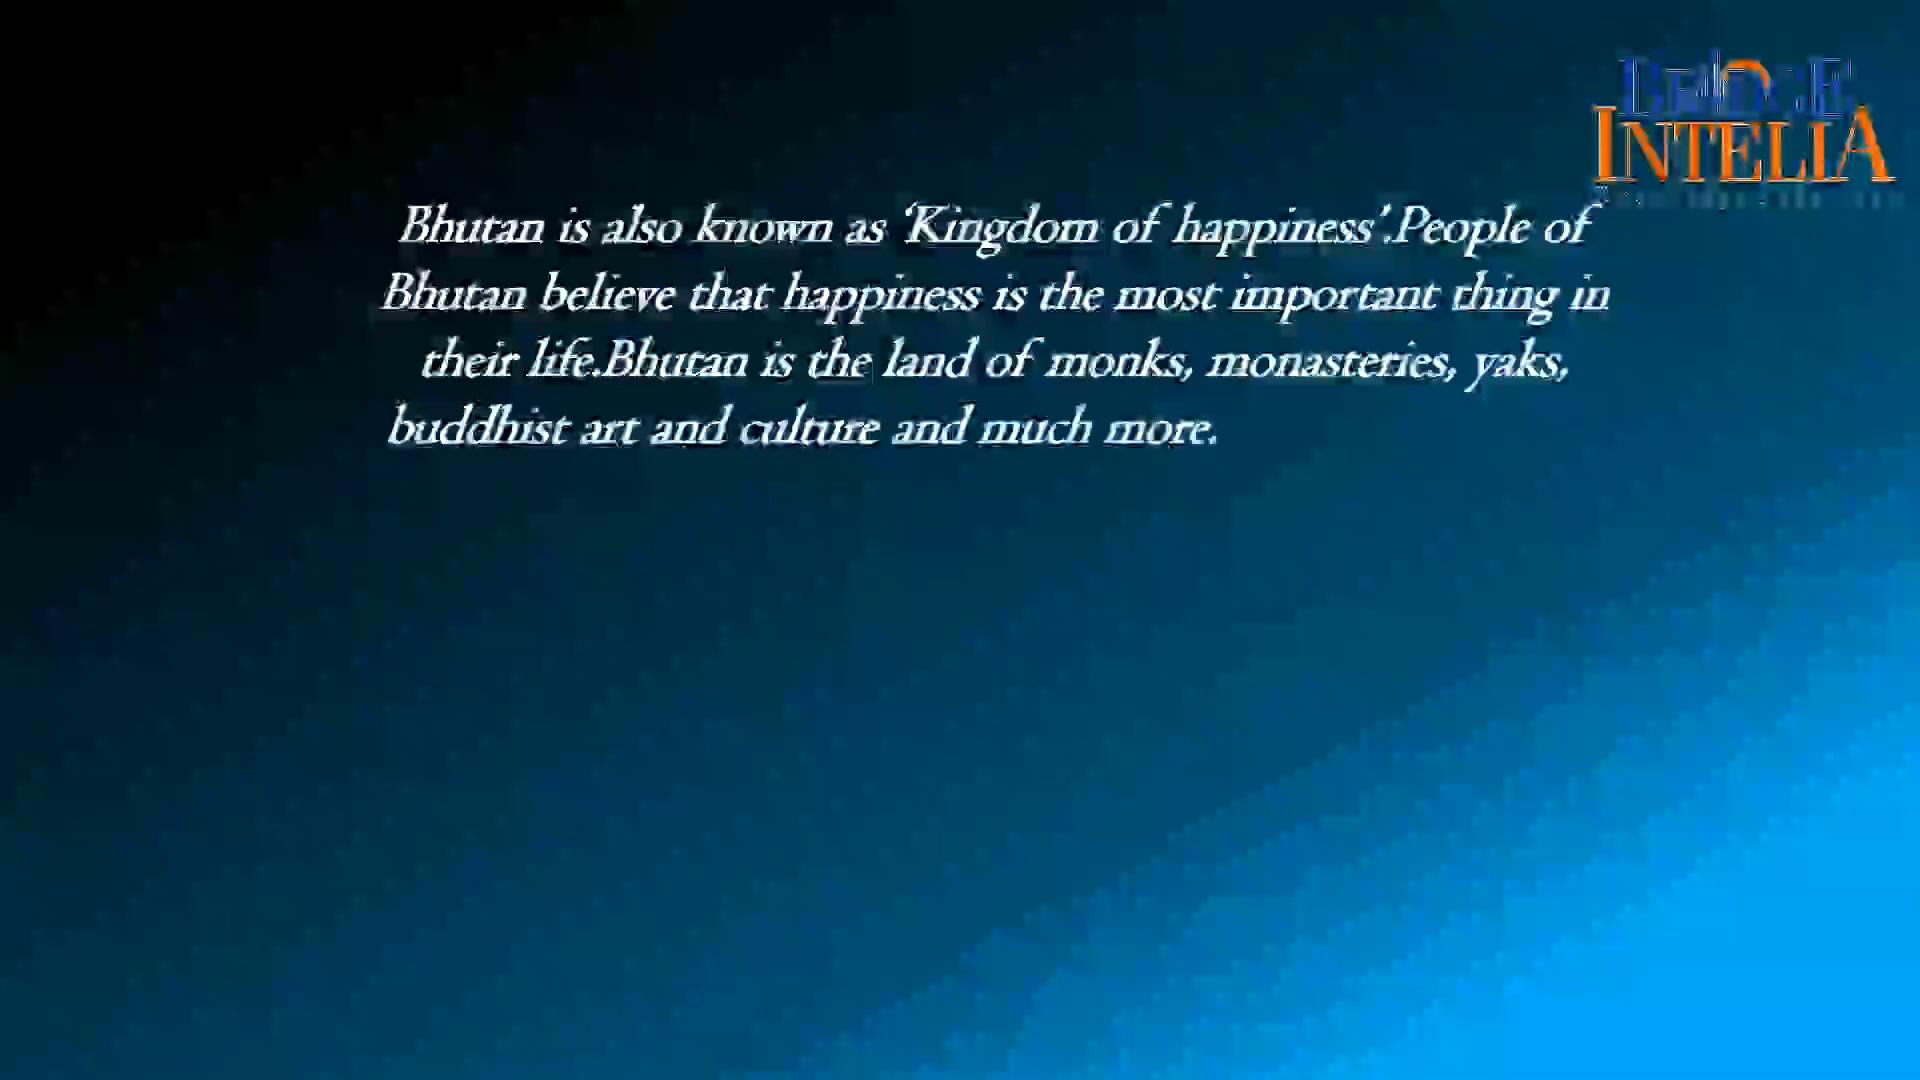 BRIDGE
INTELIA
Bhutan is also known as ‘Kingdom of happiness’.People of
Bhutan believe that happiness is the most important thing in
their life.Bhutan is the land of monks, monasteries, yaks,
buddhist art and culture and much more.